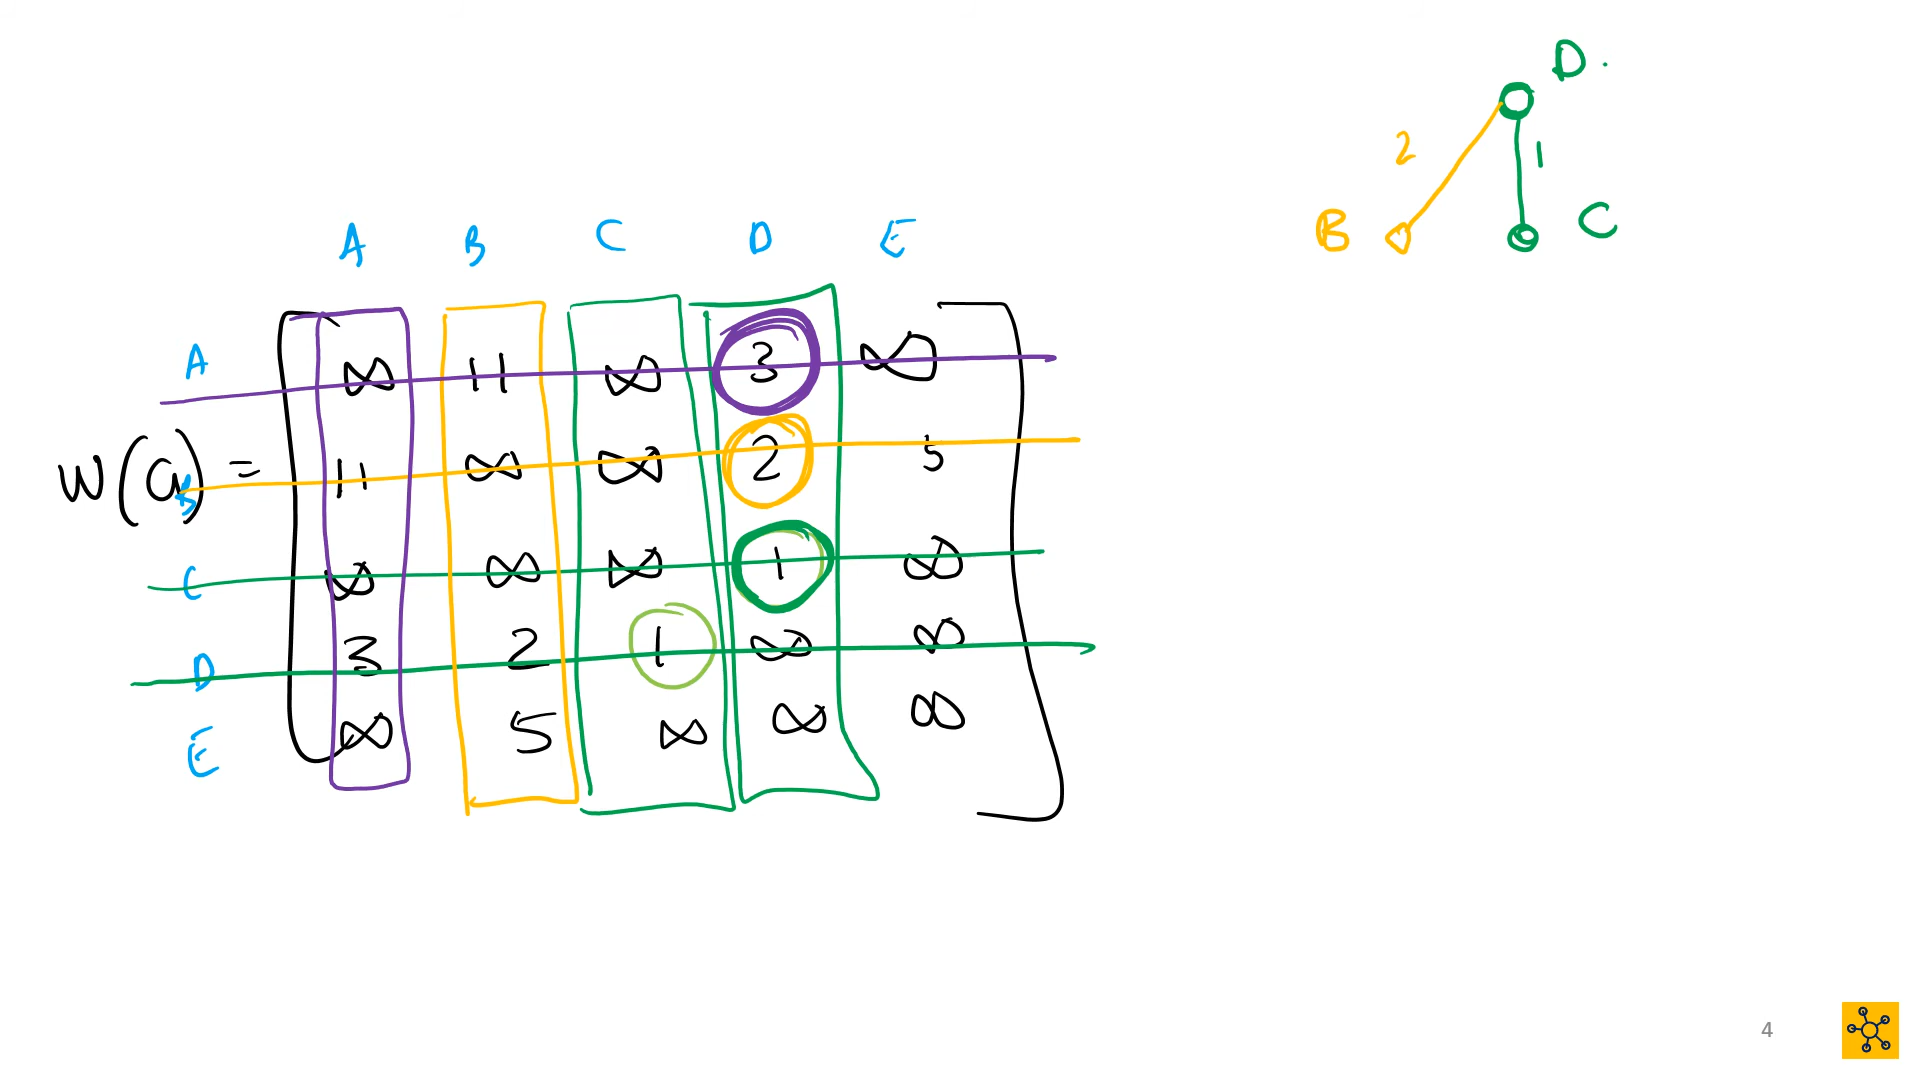 D.
2 1
B C
A B C D E
A ∞ 11 ∞ 3 ∞
W(G) = B 11 ∞ ∞ 2 5
C ∞ ∞ ∞ 1 ∞
D 3 2 1 ∞ ∞
E ∞ 5 ∞ ∞ ∞
4